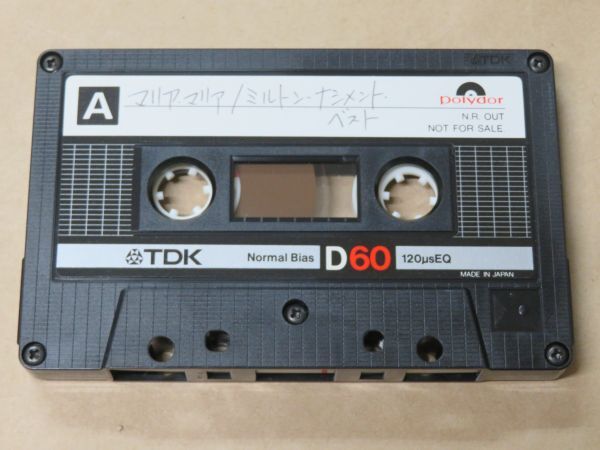 TDK
A
マリア・マリア/ミルトン・ナシメント・
ベスト
polydor
N.R. OUT
NOT FOR SALE.
TDK
Normal Bias
D60
120µsEQ
MADE IN JAPAN